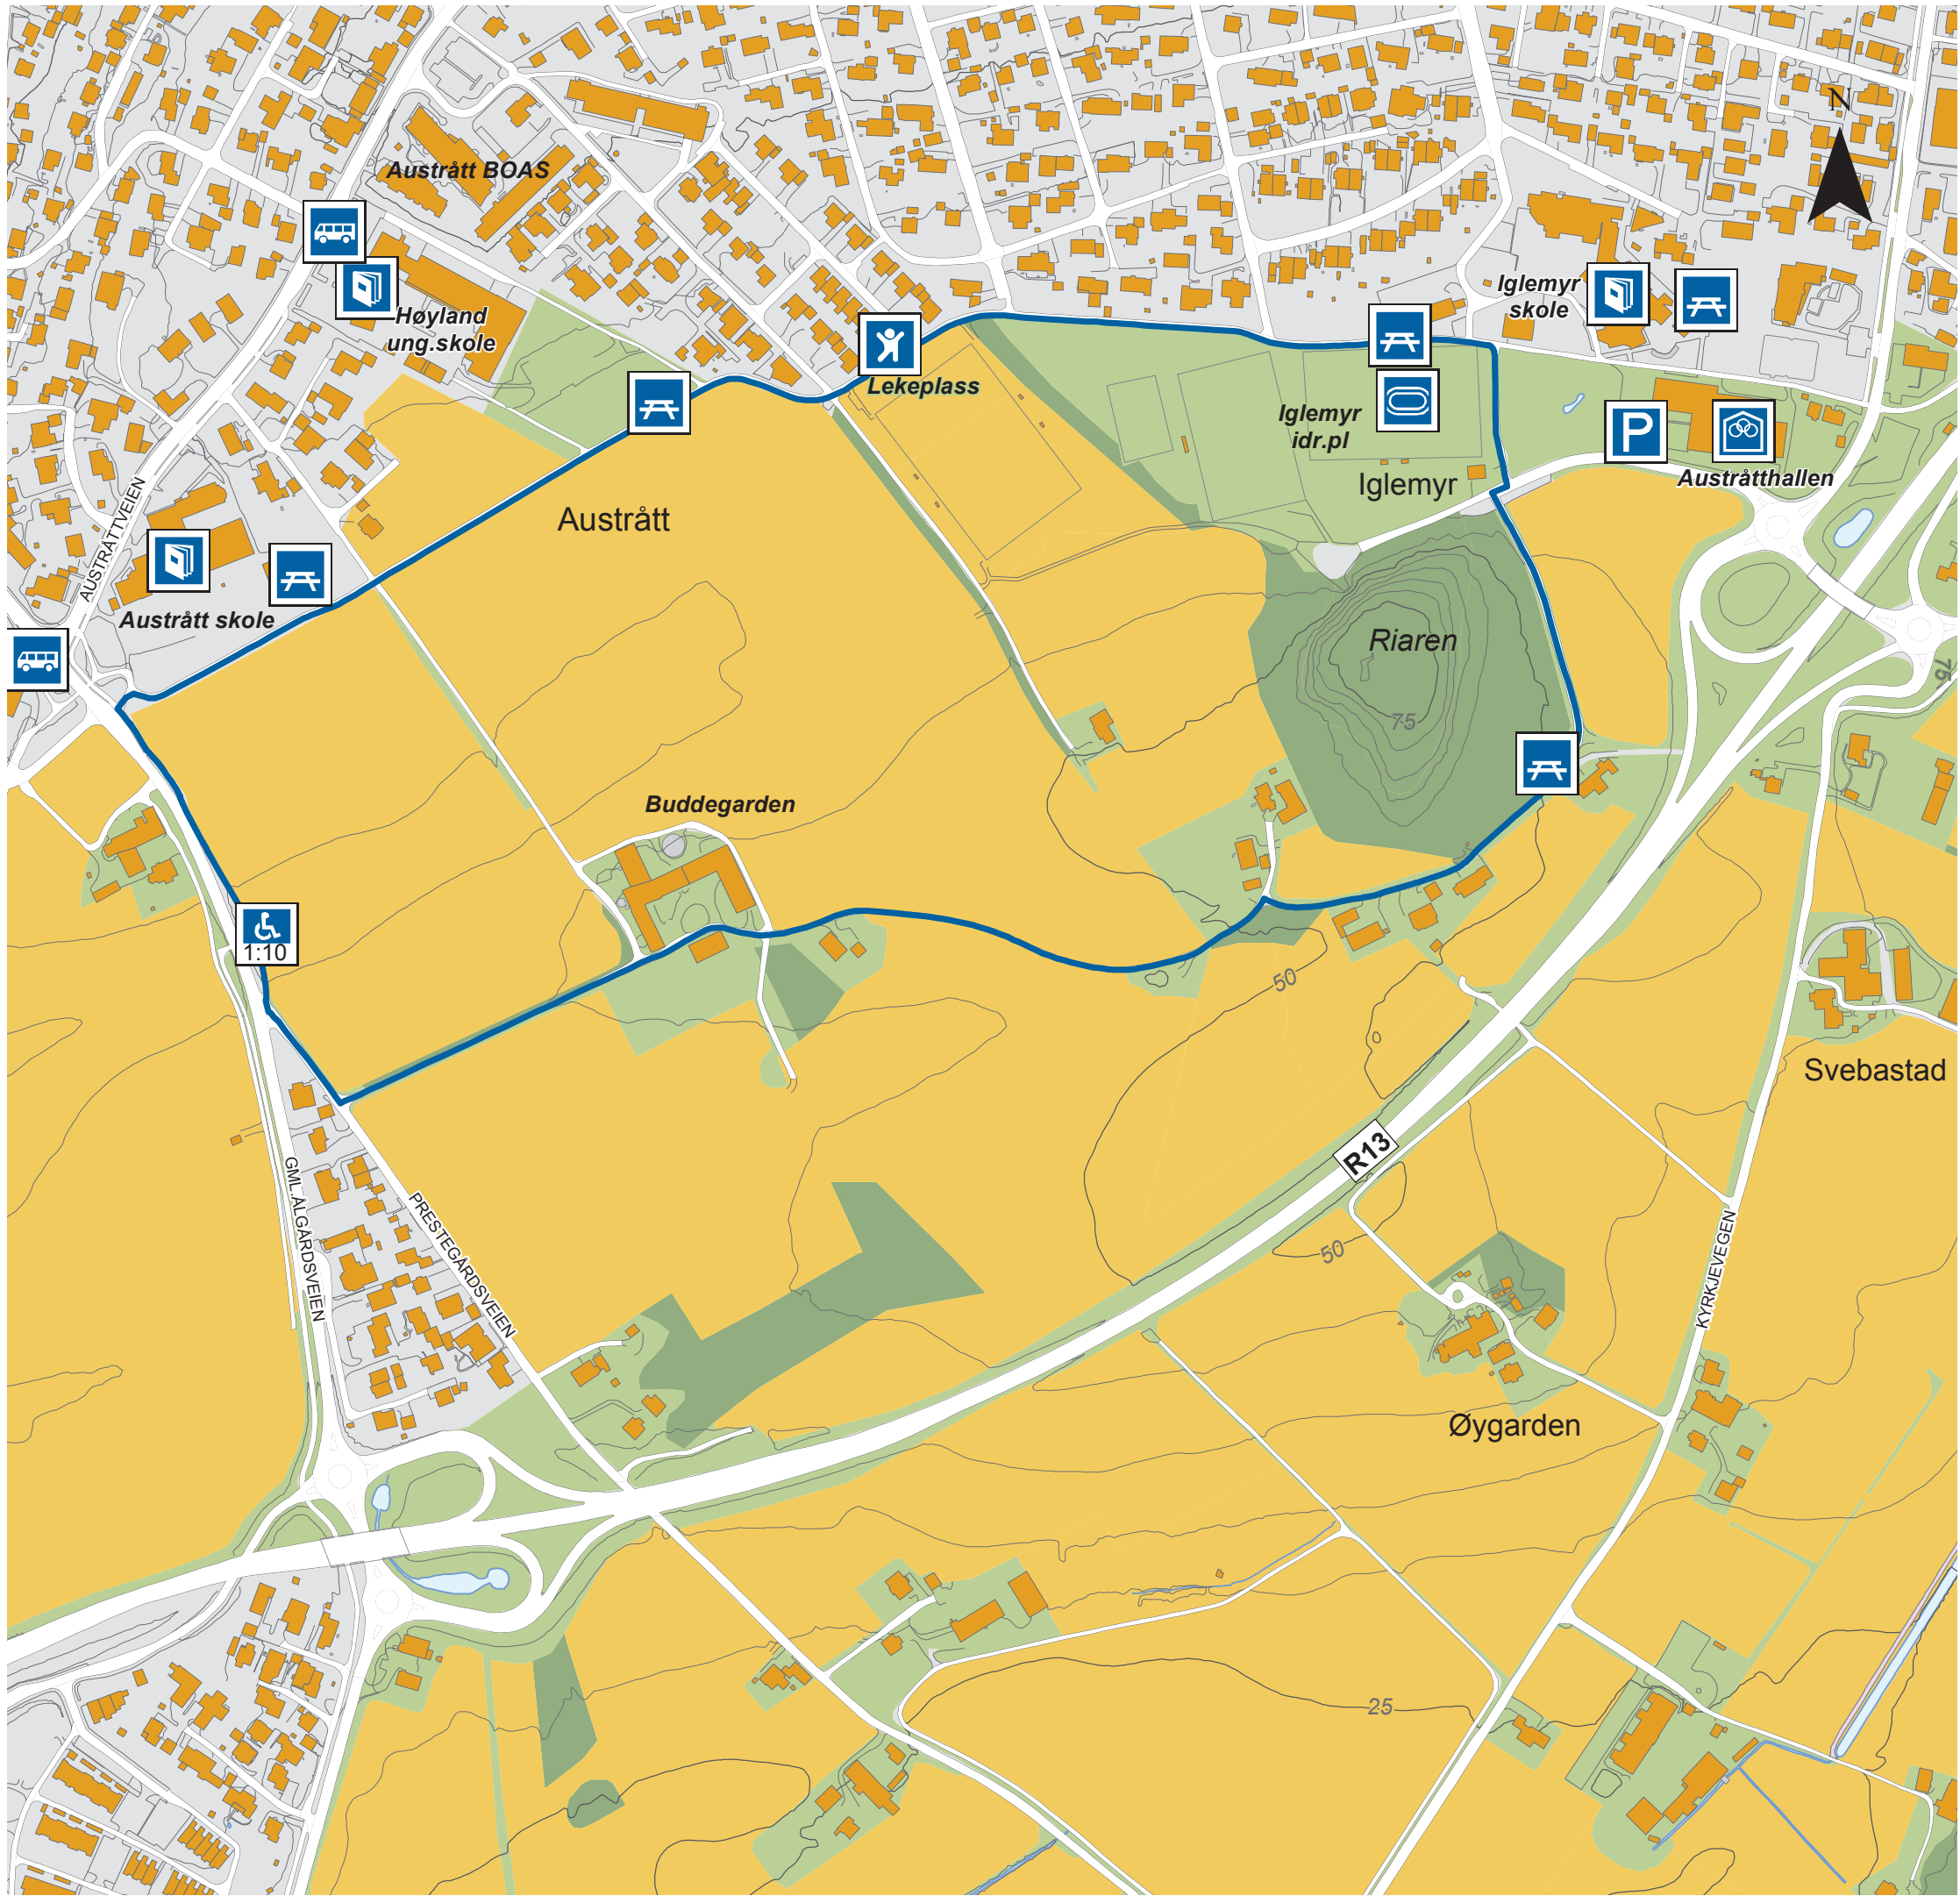 N
Austrått BOAS
Høyland
ung.skole
Iglemyr
skole
Lekeplass
Iglemyr
idr.pl
P
Austråtthallen
Iglemyr
Austrått
AUSTRÅTTVEIEN
Austrått skole
Riaren
75
75
Buddegarden
1:10
50
Svebastad
R13
GML.ÅLGÅRDSVEIEN
PRESTEGÅRDSVEIEN
50
KYRKJEVEGEN
Øygarden
25